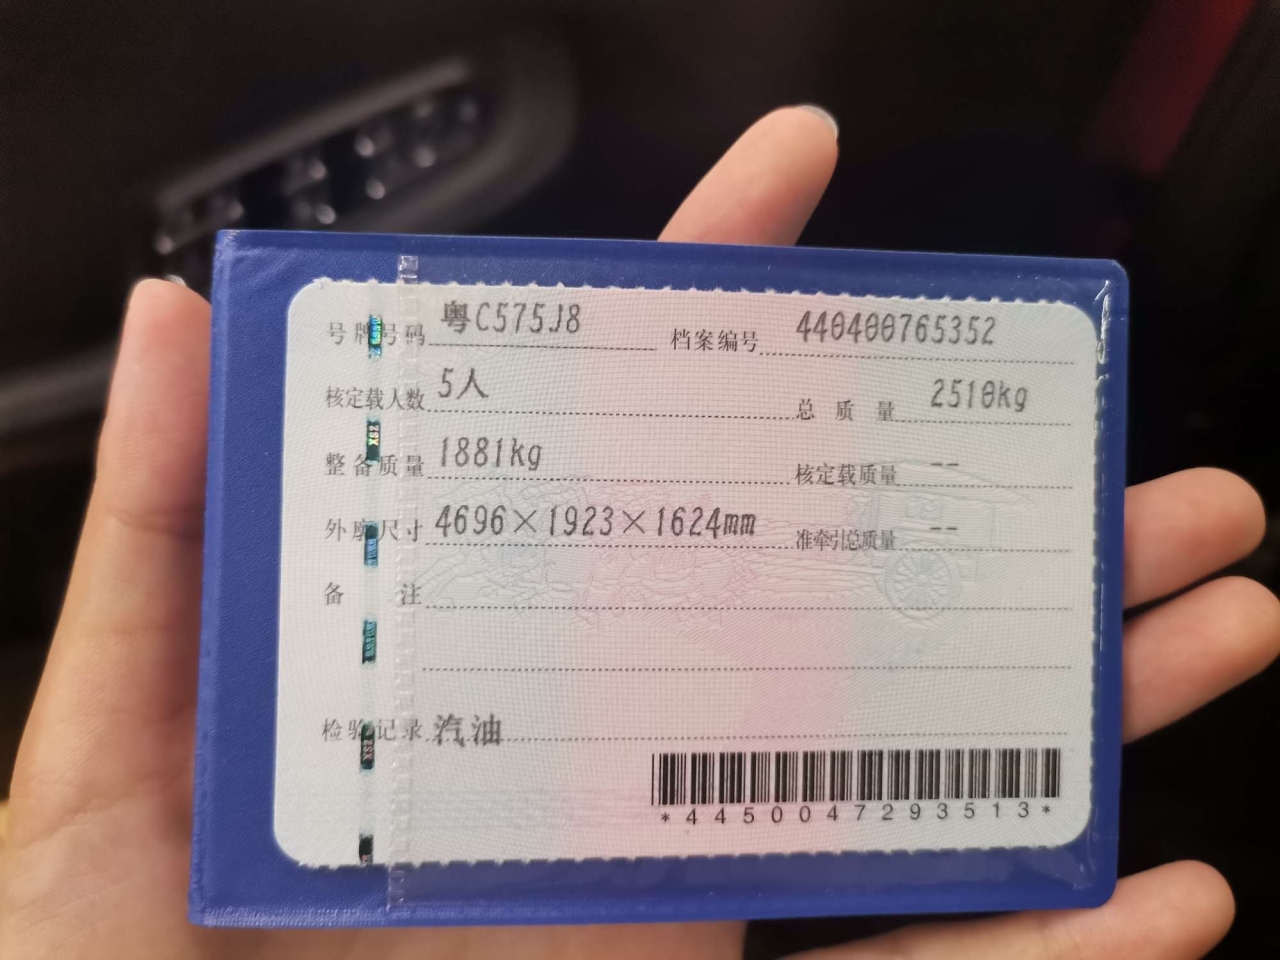 号牌号码 粤C575J8 档案编号 440400765352
核定载人数 5人 总质量 2510kg
整备质量 1881kg 核定载质量 --
外廓尺寸 4696×1923×1624mm 准牵引总质量 --
备注
检验记录 汽油
*4450047293513*
XSZ
XSZ